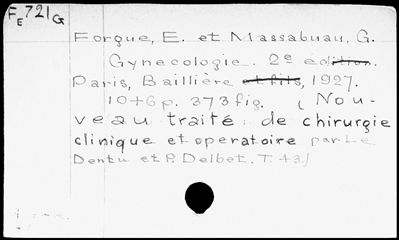 FE721G
Forgue, E. et Massabuau, G.
Gynecologie. 2e edition.
Paris, Baillière et fils, 1927.
10+6p. 373 fig. (Nou-
veau traité de chirurgie
clinique et operatoire par Le
Dentu et P. Delbet. T. 43)